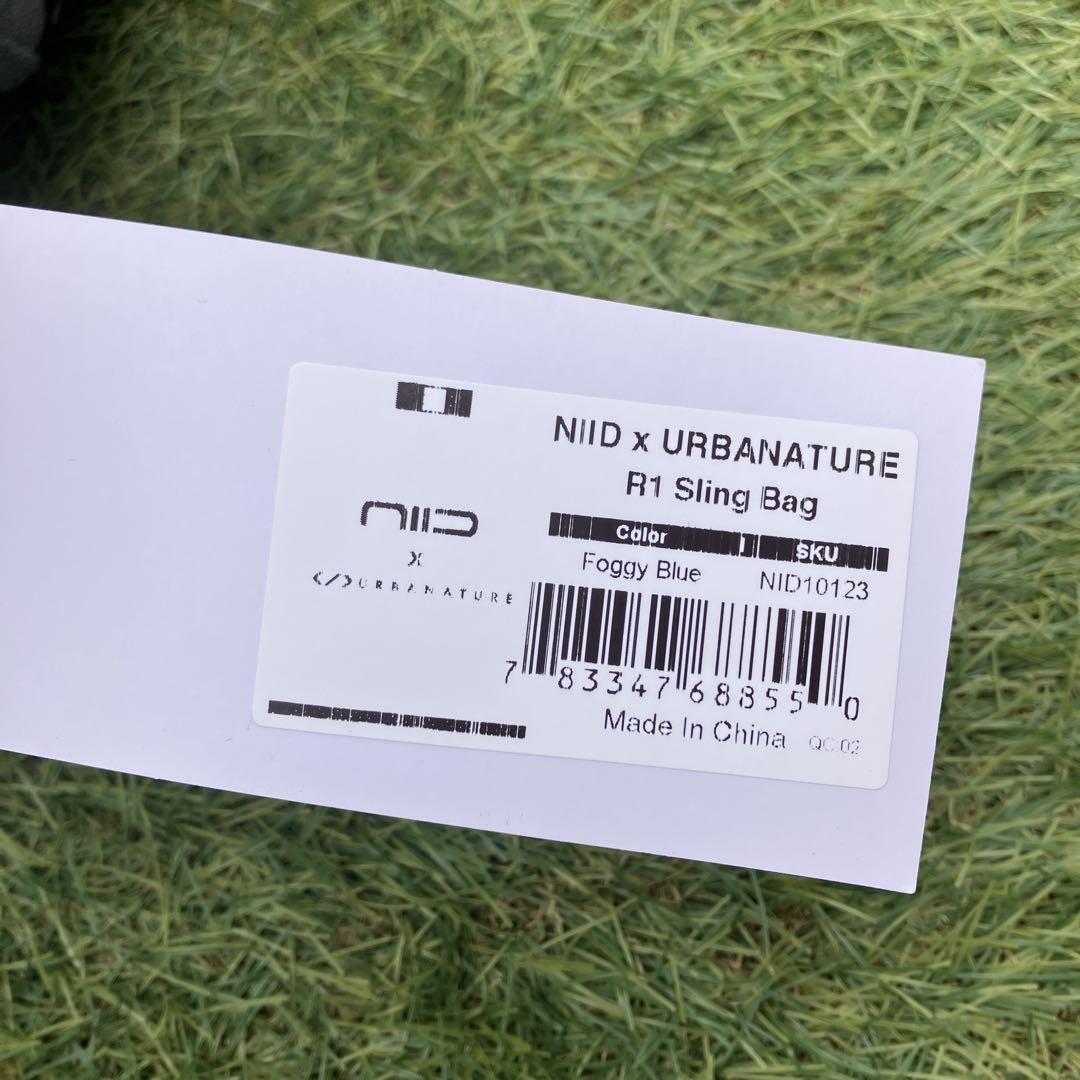 NIID x URBANATURE
R1 Sling Bag
NIID
x
</>URBANATURE
Color SKU
Foggy Blue NID10123
7 83347 68855 0
Made In China QC 02